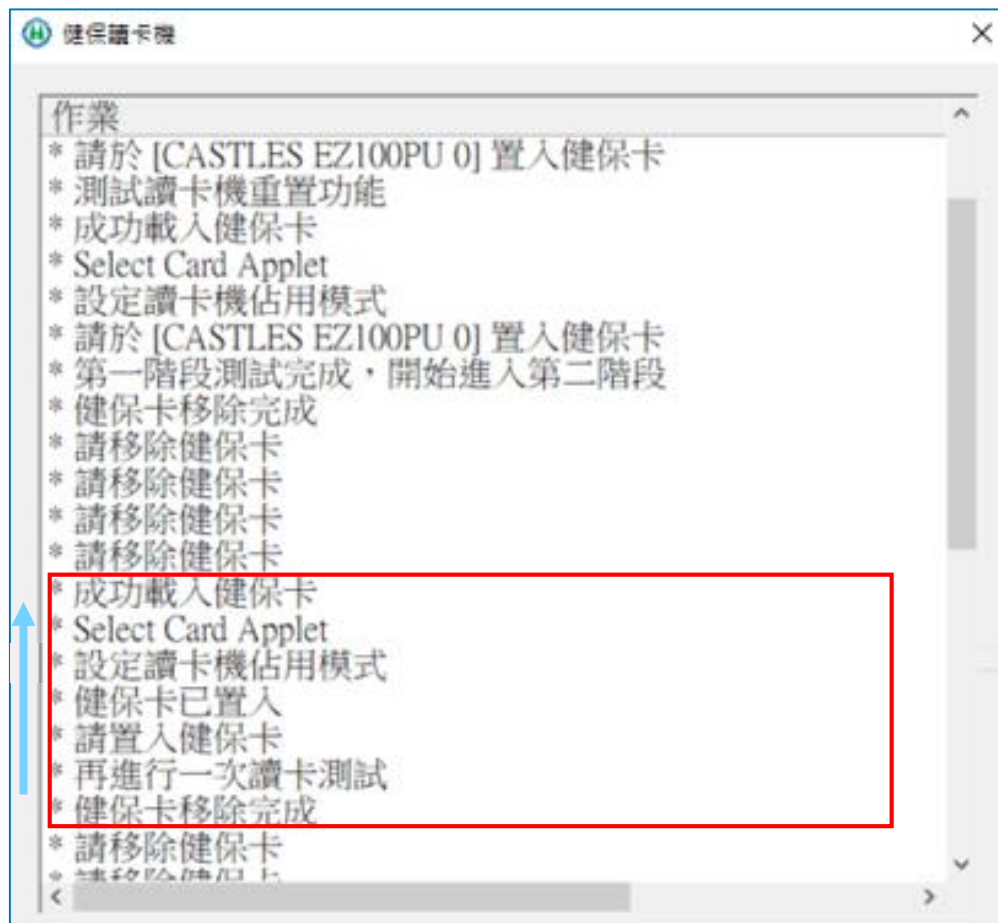 健保讀卡機
作業
* 請於 [CASTLES EZ100PU 0] 置入健保卡
* 測試讀卡機重置功能
* 成功載入健保卡
* Select Card Applet
* 設定讀卡機佔用模式
* 請於 [CASTLES EZ100PU 0] 置入健保卡
* 第一階段測試完成，開始進入第二階段
* 健保卡移除完成
* 請移除健保卡
* 請移除健保卡
* 請移除健保卡
* 請移除健保卡
* 成功載入健保卡
* Select Card Applet
* 設定讀卡機佔用模式
* 健保卡已置入
* 請置入健保卡
* 再進行一次讀卡測試
* 健保卡移除完成
* 請移除健保卡